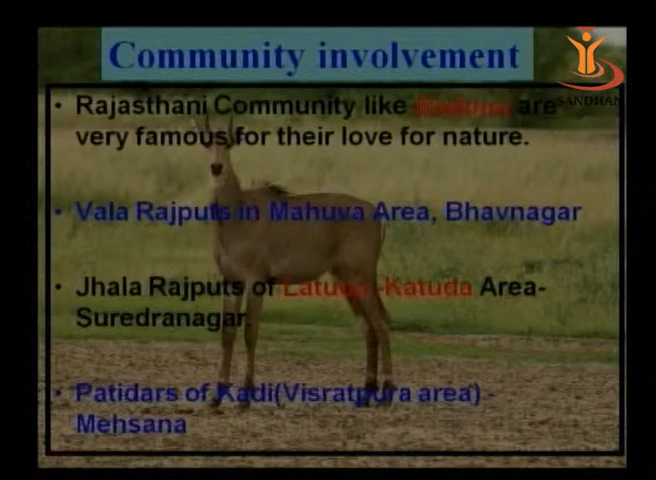 Community involvement
SANDHAN
• Rajasthani Community like are
very famous for their love for nature.
• Vala Rajputs in Mahuva Area, Bhavnagar
• Jhala Rajputs of -Katuda Area-
Suredranagar.
• Patidars of Kadi(Visratpura area) -
Mehsana